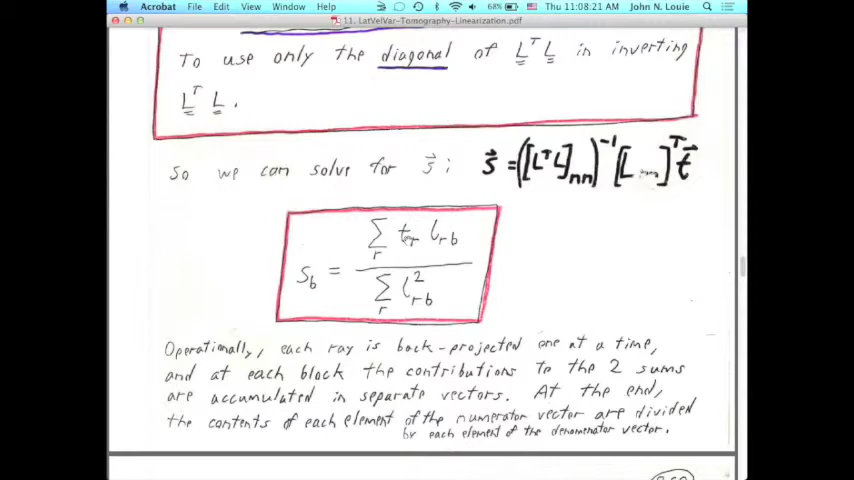 Acrobat File Edit View Window Help 68% Thu 11:08:21 AM John N. Louie
11. LatVelVar-Tomography-Linearization.pdf
To use only the diagonal of L^T L in inverting
L^T L.
So we can solve for s⃗ : s⃗ = ([L^T L]nn)^-1 [L ]^T t⃗
s_b = Σ_r t_r l_rb / Σ_r l²_rb
Operationally, each ray is back-projected one at a time,
and at each block the contributions to the 2 sums
are accumulated in separate vectors. At the end,
the contents of each element of the numerator vector are divided
by each element of the denomenator vector.